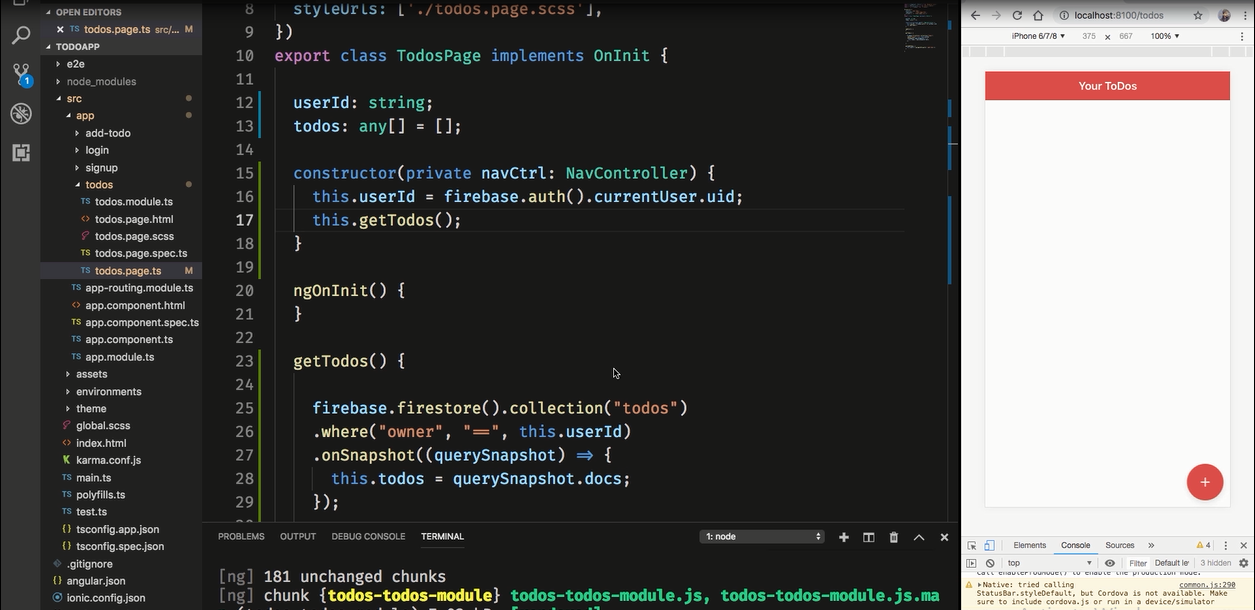 OPEN EDITORS
todos.page.ts src/... M
TODOAPP
e2e
node_modules
src
app
add-todo
login
signup
todos
TS todos.module.ts
<> todos.page.html
todos.page.scss
TS todos.page.spec.ts
TS todos.page.ts M
TS app-routing.module.ts
<> app.component.html
TS app.component.spec.ts
TS app.component.ts
TS app.module.ts
assets
environments
theme
global.scss
<> index.html
karma.conf.js
TS main.ts
TS polyfills.ts
TS test.ts
{} tsconfig.app.json
{} tsconfig.spec.json
.gitignore
{} angular.json
{} ionic.config.json
1
8 styleUrls: ['./todos.page.scss'],
9 })
10 export class TodosPage implements OnInit {
11
12 userId: string;
13 todos: any[] = [];
14
15 constructor(private navCtrl: NavController) {
16 this.userId = firebase.auth().currentUser.uid;
17 this.getTodos();
18 }
19
20 ngOnInit() {
21 }
22
23 getTodos() {
24
25 firebase.firestore().collection("todos")
26 .where("owner", "==", this.userId)
27 .onSnapshot((querySnapshot) => {
28 this.todos = querySnapshot.docs;
29 });
PROBLEMS OUTPUT DEBUG CONSOLE TERMINAL 1: node
[ng] 181 unchanged chunks
[ng] chunk {todos-todos-module} todos-todos-module.js, todos-todos-module.js.ma
localhost:8100/todos
iPhone 6/7/8 375 x 667 100%
Your ToDos
+
Elements Console Sources » 4
top Filter Default le 3 hidden
call enableProdMode() to enable the production mode.
Native: tried calling common.js:290
StatusBar.styleDefault, but Cordova is not available. Make
sure to include cordova.js or run in a device/simulator